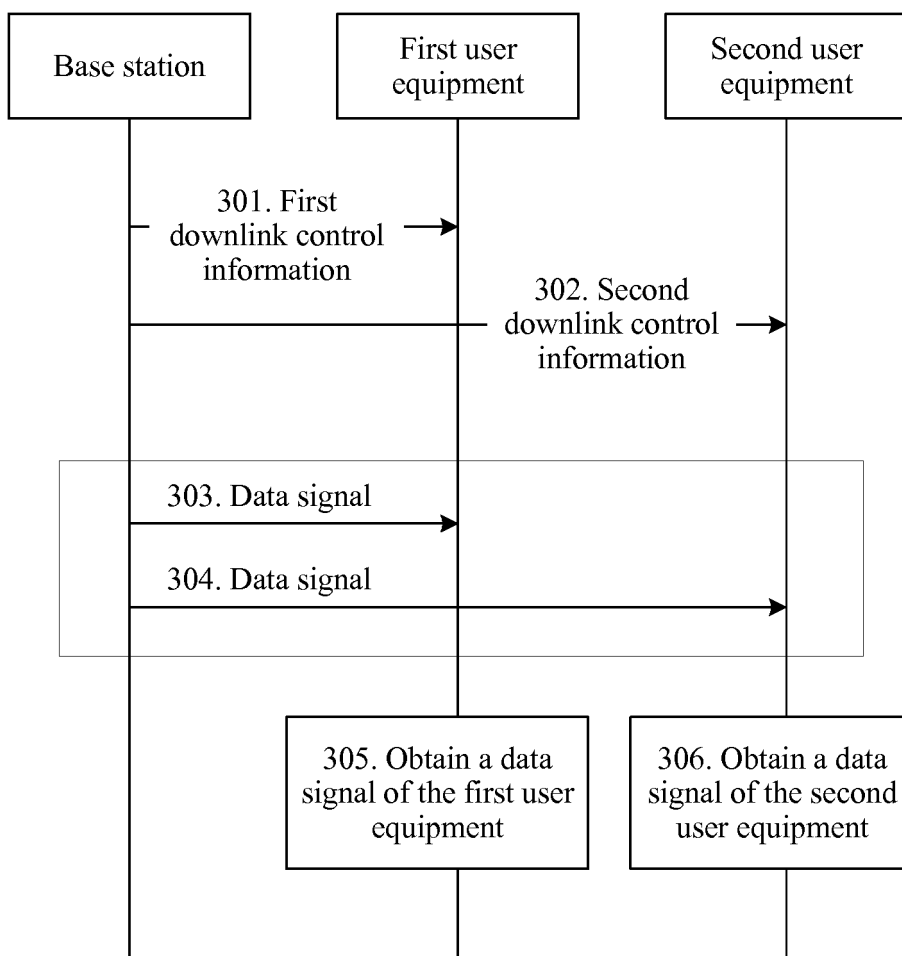 Base station
First user
equipment
Second user
equipment
301. First
downlink control
information
302. Second
downlink control
information
303. Data signal
304. Data signal
305. Obtain a data
signal of the first user
equipment
306. Obtain a data
signal of the second
user equipment